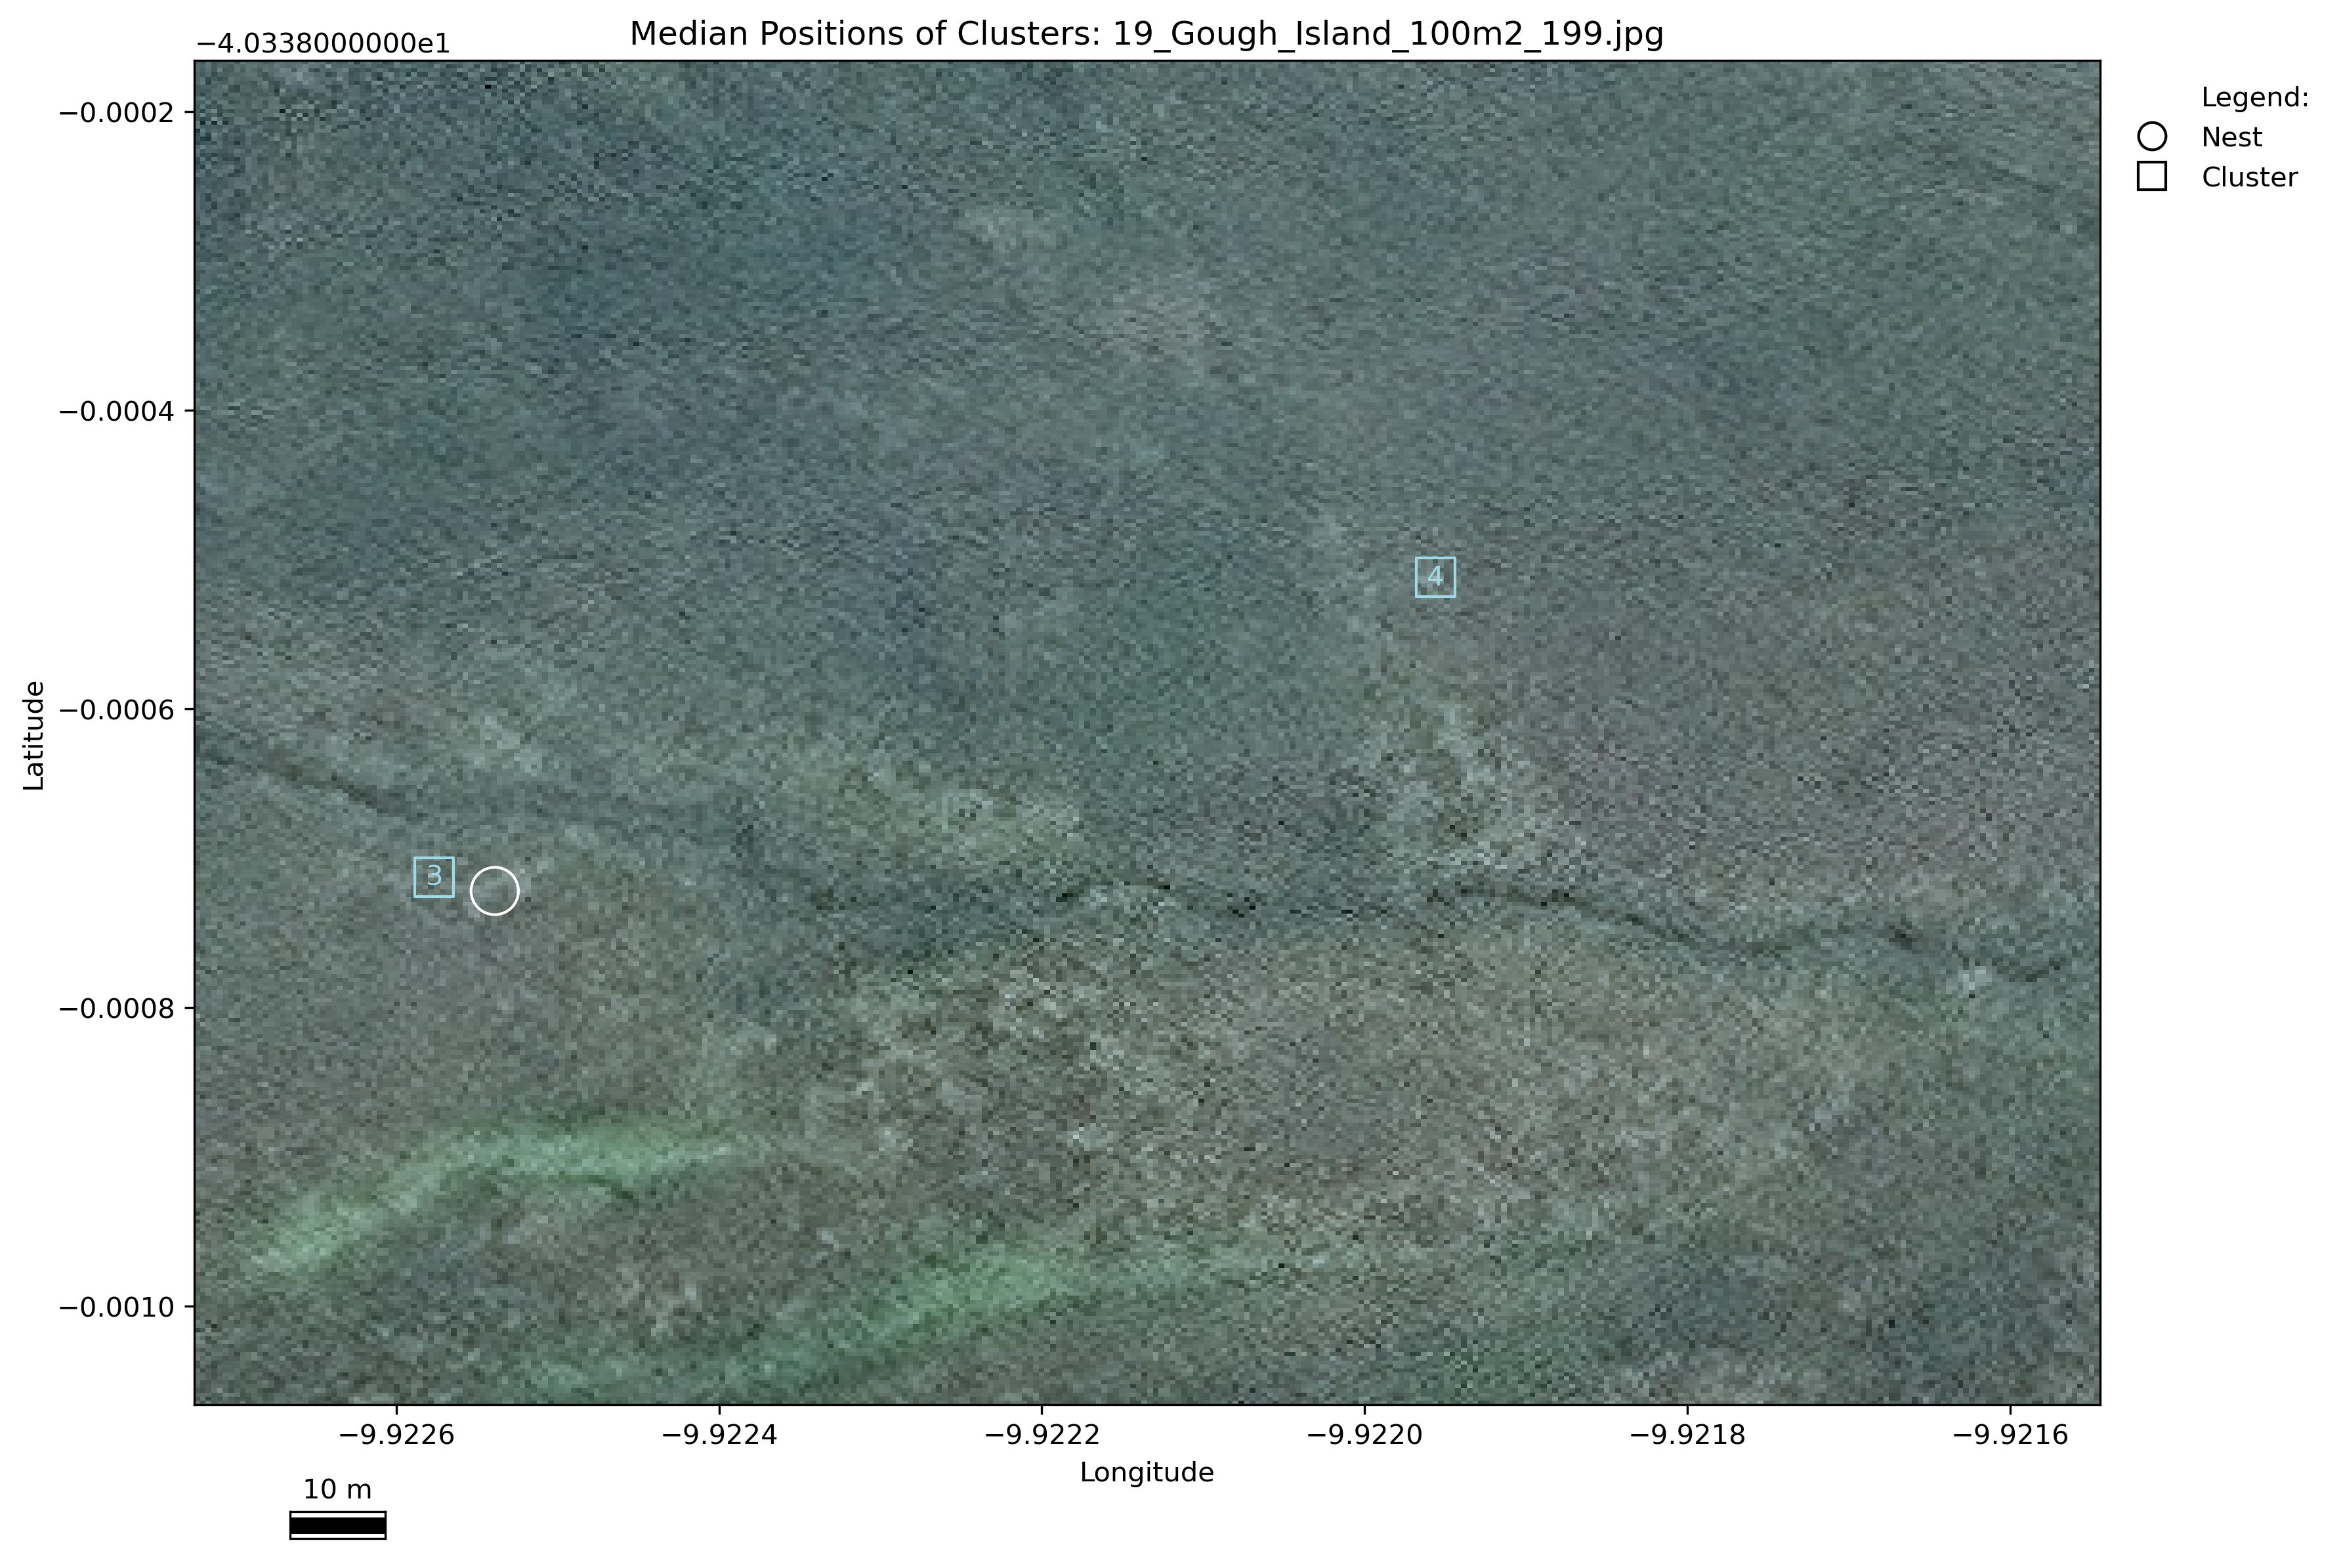 Median Positions of Clusters: 19_Gough_Island_100m2_199.jpg
−4.0338000000e1
Legend:
Nest
Cluster
−0.0002
−0.0004
−0.0006
−0.0008
−0.0010
Latitude
4
3
−9.9226
−9.9224
−9.9222
−9.9220
−9.9218
−9.9216
Longitude
10 m